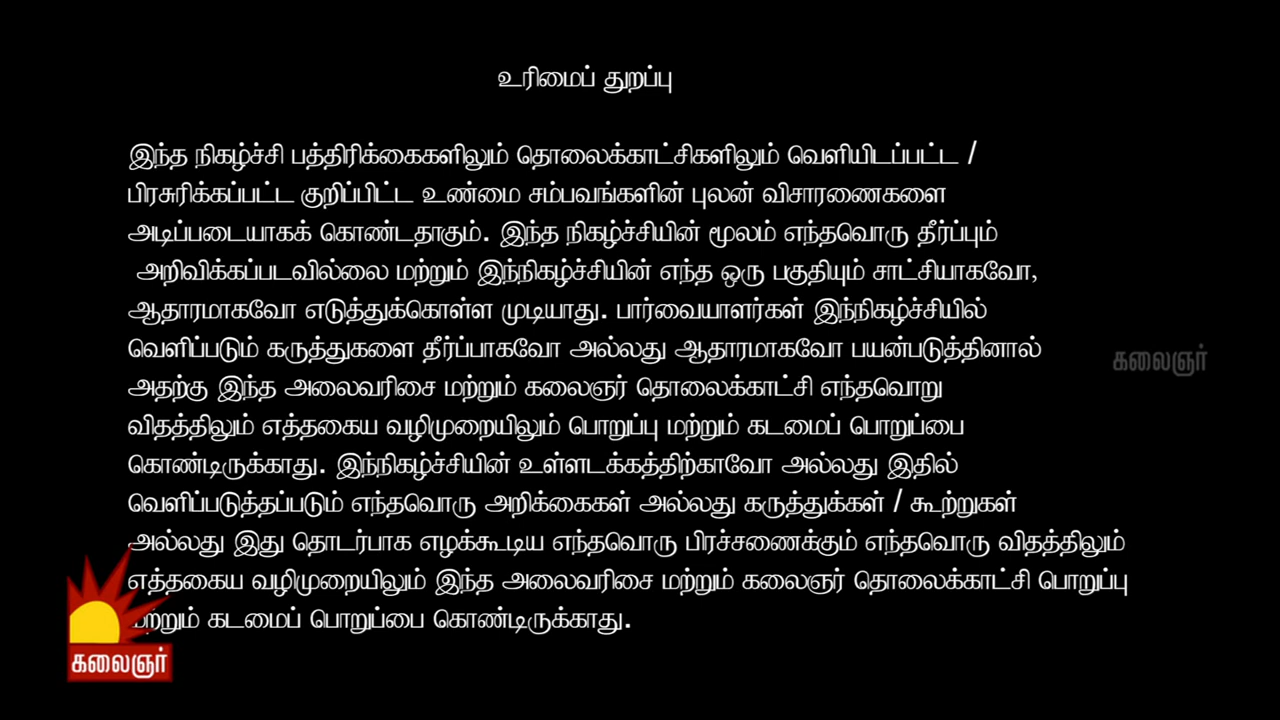 உரிமைப் துறப்பு
இந்த நிகழ்ச்சி பத்திரிக்கைகளிலும் தொலைக்காட்சிகளிலும் வெளியிடப்பட்ட /
பிரசுரிக்கப்பட்ட குறிப்பிட்ட உண்மை சம்பவங்களின் புலன் விசாரணைகளை
அடிப்படையாகக் கொண்டதாகும். இந்த நிகழ்ச்சியின் மூலம் எந்தவொரு தீர்ப்பும்
அறிவிக்கப்படவில்லை மற்றும் இந்நிகழ்ச்சியின் எந்த ஒரு பகுதியும் சாட்சியாகவோ,
ஆதாரமாகவோ எடுத்துக்கொள்ள முடியாது. பார்வையாளர்கள் இந்நிகழ்ச்சியில்
வெளிப்படும் கருத்துகளை தீர்ப்பாகவோ அல்லது ஆதாரமாகவோ பயன்படுத்தினால்
அதற்கு இந்த அலைவரிசை மற்றும் கலைஞர் தொலைக்காட்சி எந்தவொறு
விதத்திலும் எத்தகைய வழிமுறையிலும் பொறுப்பு மற்றும் கடமைப் பொறுப்பை
கொண்டிருக்காது. இந்நிகழ்ச்சியின் உள்ளடக்கத்திற்காவோ அல்லது இதில்
வெளிப்படுத்தப்படும் எந்தவொரு அறிக்கைகள் அல்லது கருத்துக்கள் / கூற்றுகள்
அல்லது இது தொடர்பாக எழக்கூடிய எந்தவொரு பிரச்சணைக்கும் எந்தவொரு விதத்திலும்
எத்தகைய வழிமுறையிலும் இந்த அலைவரிசை மற்றும் கலைஞர் தொலைக்காட்சி பொறுப்பு
மற்றும் கடமைப் பொறுப்பை கொண்டிருக்காது.
கலைஞர்
கலைஞர்